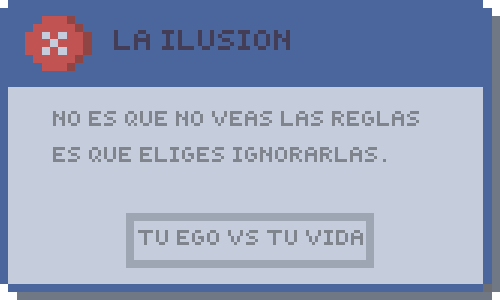 LA ILUSION
NO ES QUE NO VEAS LAS REGLAS
ES QUE ELIGES IGNORARLAS.
TU EGO VS TU VIDA